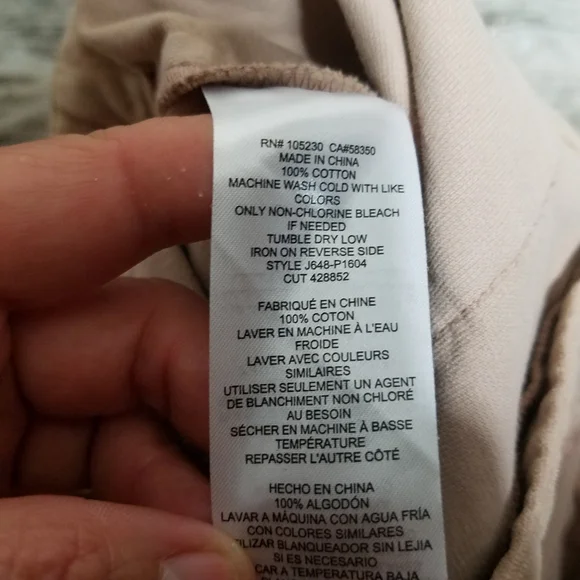 RN# 105230 CA#58350
MADE IN CHINA
100% COTTON
MACHINE WASH COLD WITH LIKE
COLORS
ONLY NON-CHLORINE BLEACH
IF NEEDED
TUMBLE DRY LOW
IRON ON REVERSE SIDE
STYLE J648-P1604
CUT 428852
FABRIQUÉ EN CHINE
100% COTON
LAVER EN MACHINE À L'EAU
FROIDE
LAVER AVEC COULEURS
SIMILAIRES
UTILISER SEULEMENT UN AGENT
DE BLANCHIMENT NON CHLORÉ
AU BESOIN
SÉCHER EN MACHINE À BASSE
TEMPÉRATURE
REPASSER L'AUTRE CÔTÉ
HECHO EN CHINA
100% ALGODÓN
LAVAR A MÁQUINA CON AGUA FRÍA
CON COLORES SIMILARES
BLANQUEADOR SIN LEJIA
SI ES NECESARIO
A TEMPERATURA BAJA